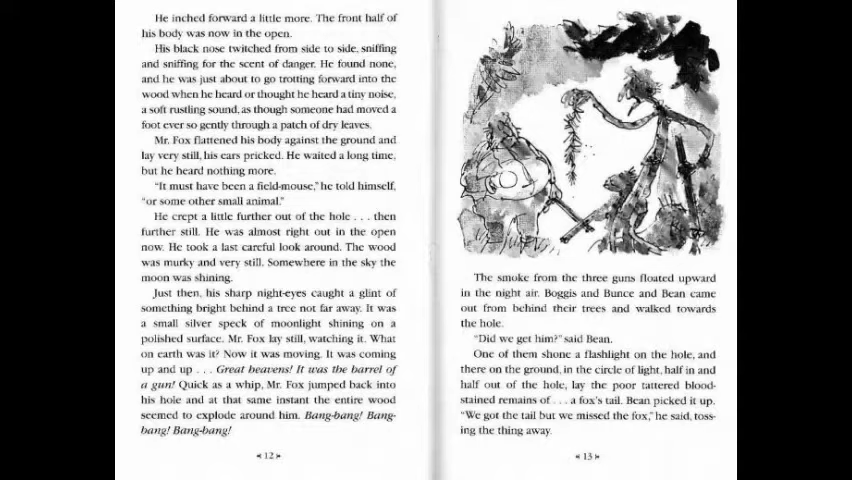 He inched forward a little more. The front half of
his body was now in the open.
His black nose twitched from side to side, sniffing
and sniffing for the scent of danger. He found none,
and he was just about to go trotting forward into the
wood when he heard or thought he heard a tiny noise,
a soft rustling sound, as though someone had moved a
foot ever so gently through a patch of dry leaves.
Mr. Fox flattened his body against the ground and
lay very still, his ears pricked. He waited a long time,
but he heard nothing more.
"It must have been a field-mouse," he told himself,
"or some other small animal."
He crept a little further out of the hole . . . then
further still. He was almost right out in the open
now. He took a last careful look around. The wood
was murky and very still. Somewhere in the sky the
moon was shining.
Just then, his sharp night-eyes caught a glint of
something bright behind a tree not far away. It was
a small silver speck of moonlight shining on a
polished surface. Mr. Fox lay still, watching it. What
on earth was it? Now it was moving. It was coming
up and up . . . Great heavens! It was the barrel of
a gun! Quick as a whip, Mr. Fox jumped back into
his hole and at that same instant the entire wood
seemed to explode around him. Bang-bang! Bang-
bang! Bang-bang!
12
The smoke from the three guns floated upward
in the night air. Boggis and Bunce and Bean came
out from behind their trees and walked towards
the hole.
"Did we get him?" said Bean.
One of them shone a flashlight on the hole, and
there on the ground, in the circle of light, half in and
half out of the hole, lay the poor tattered blood-
stained remains of . . . a fox's tail. Bean picked it up.
"We got the tail but we missed the fox," he said, toss-
ing the thing away.
13